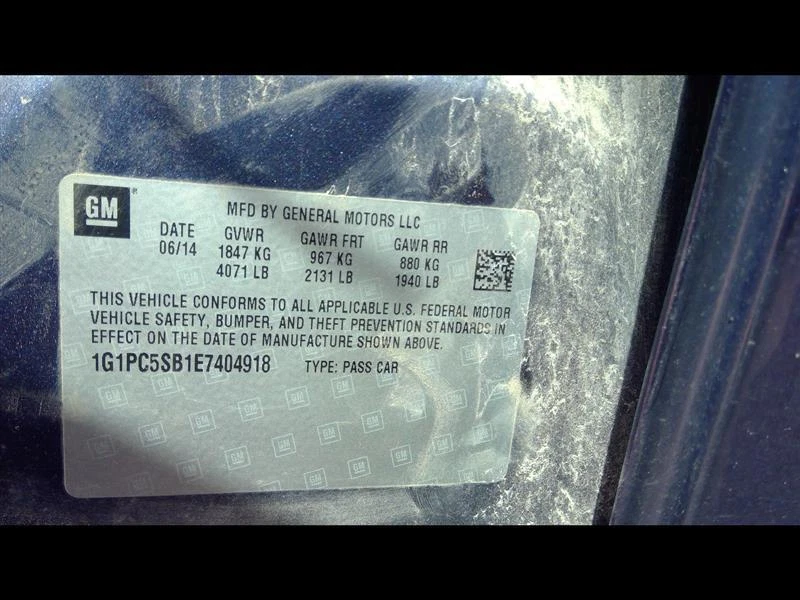 GM
MFD BY GENERAL MOTORS LLC
DATE GVWR GAWR FRT GAWR RR
06/14 1847 KG 967 KG 880 KG
4071 LB 2131 LB 1940 LB
THIS VEHICLE CONFORMS TO ALL APPLICABLE U.S. FEDERAL MOTOR
VEHICLE SAFETY, BUMPER, AND THEFT PREVENTION STANDARDS IN
EFFECT ON THE DATE OF MANUFACTURE SHOWN ABOVE.
1G1PC5SB1E7404918 TYPE: PASS CAR